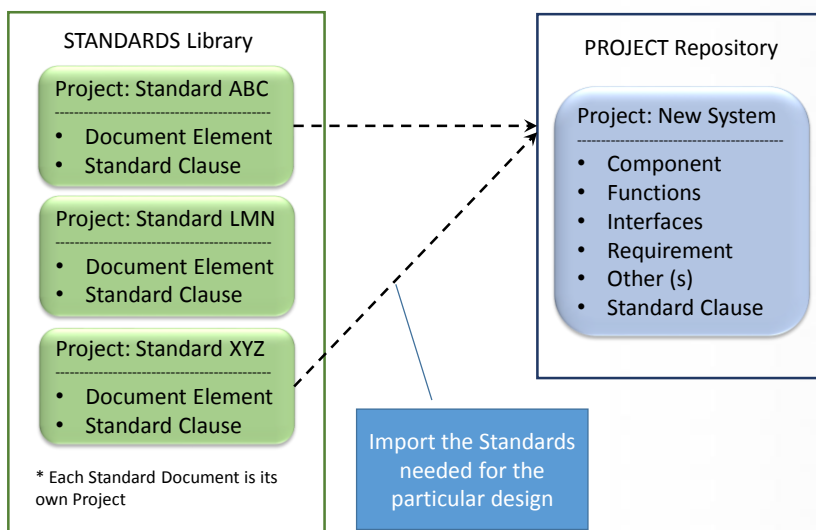 STANDARDS Library
Project: Standard ABC
----------------------------------------
• Document Element
• Standard Clause
Project: Standard LMN
----------------------------------------
• Document Element
• Standard Clause
Project: Standard XYZ
----------------------------------------
• Document Element
• Standard Clause
* Each Standard Document is its
own Project
Import the Standards
needed for the
particular design
PROJECT Repository
Project: New System
----------------------------------------
• Component
• Functions
• Interfaces
• Requirement
• Other (s)
• Standard Clause